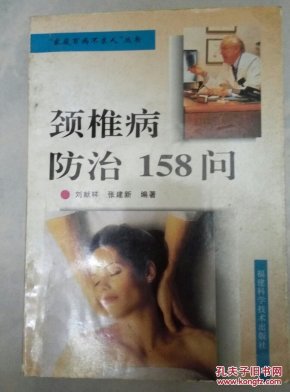 "家庭百病不求人"丛书
颈椎病
防治 158 问
刘献祥 张建新 编著
福建科学技术出版社
孔夫子旧书网